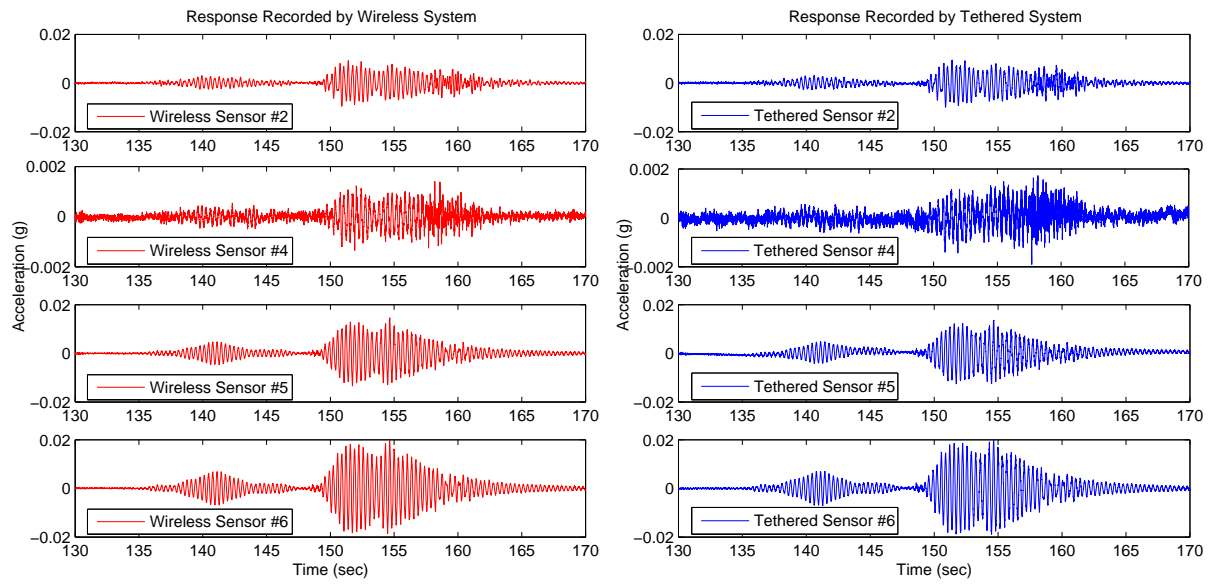 Response Recorded by Wireless System
0.02
0
−0.02
Wireless Sensor #2
130 135 140 145 150 155 160 165 170
0.002
0
−0.002
Wireless Sensor #4
130 135 140 145 150 155 160 165 170
Acceleration (g)
0.02
0
−0.02
Wireless Sensor #5
130 135 140 145 150 155 160 165 170
0.02
0
−0.02
Wireless Sensor #6
130 135 140 145 150 155 160 165 170
Time (sec)
Response Recorded by Tethered System
0.02
0
−0.02
Tethered Sensor #2
130 135 140 145 150 155 160 165 170
0.002
0
−0.002
Tethered Sensor #4
130 135 140 145 150 155 160 165 170
Acceleration (g)
0.02
0
−0.02
Tethered Sensor #5
130 135 140 145 150 155 160 165 170
0.02
0
−0.02
Tethered Sensor #6
130 135 140 145 150 155 160 165 170
Time (sec)